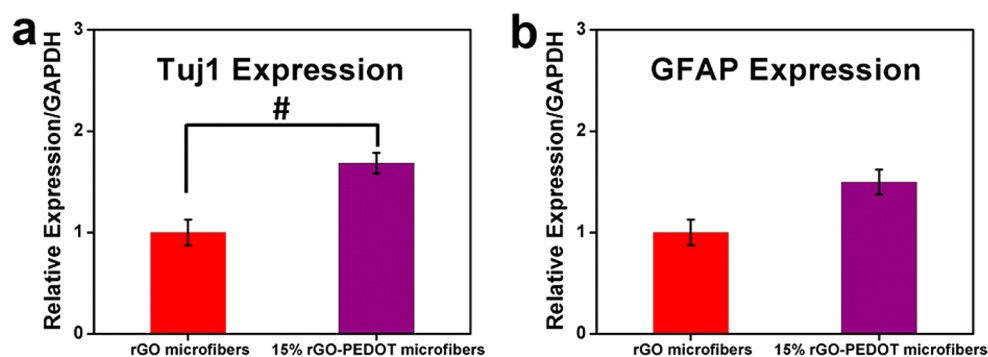 a
Tuj1 Expression
#
Relative Expression/GAPDH
3
2
1
0
rGO microfibers
15% rGO-PEDOT microfibers
b
GFAP Expression
Relative Expression/GAPDH
3
2
1
0
rGO microfibers
15% rGO-PEDOT microfibers